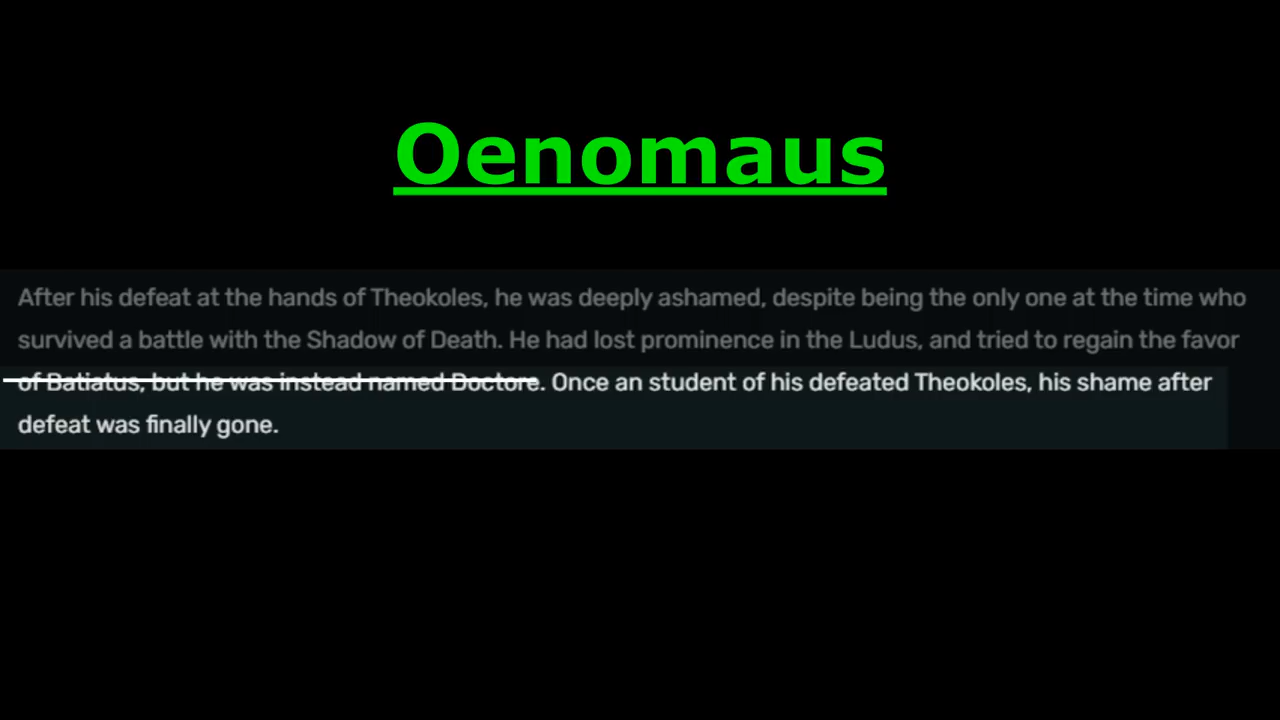 Oenomaus
After his defeat at the hands of Theokoles, he was deeply ashamed, despite being the only one at the time who
survived a battle with the Shadow of Death. He had lost prominence in the Ludus, and tried to regain the favor
of Batiatus, but he was instead named Doctore. Once an student of his defeated Theokoles, his shame after
defeat was finally gone.